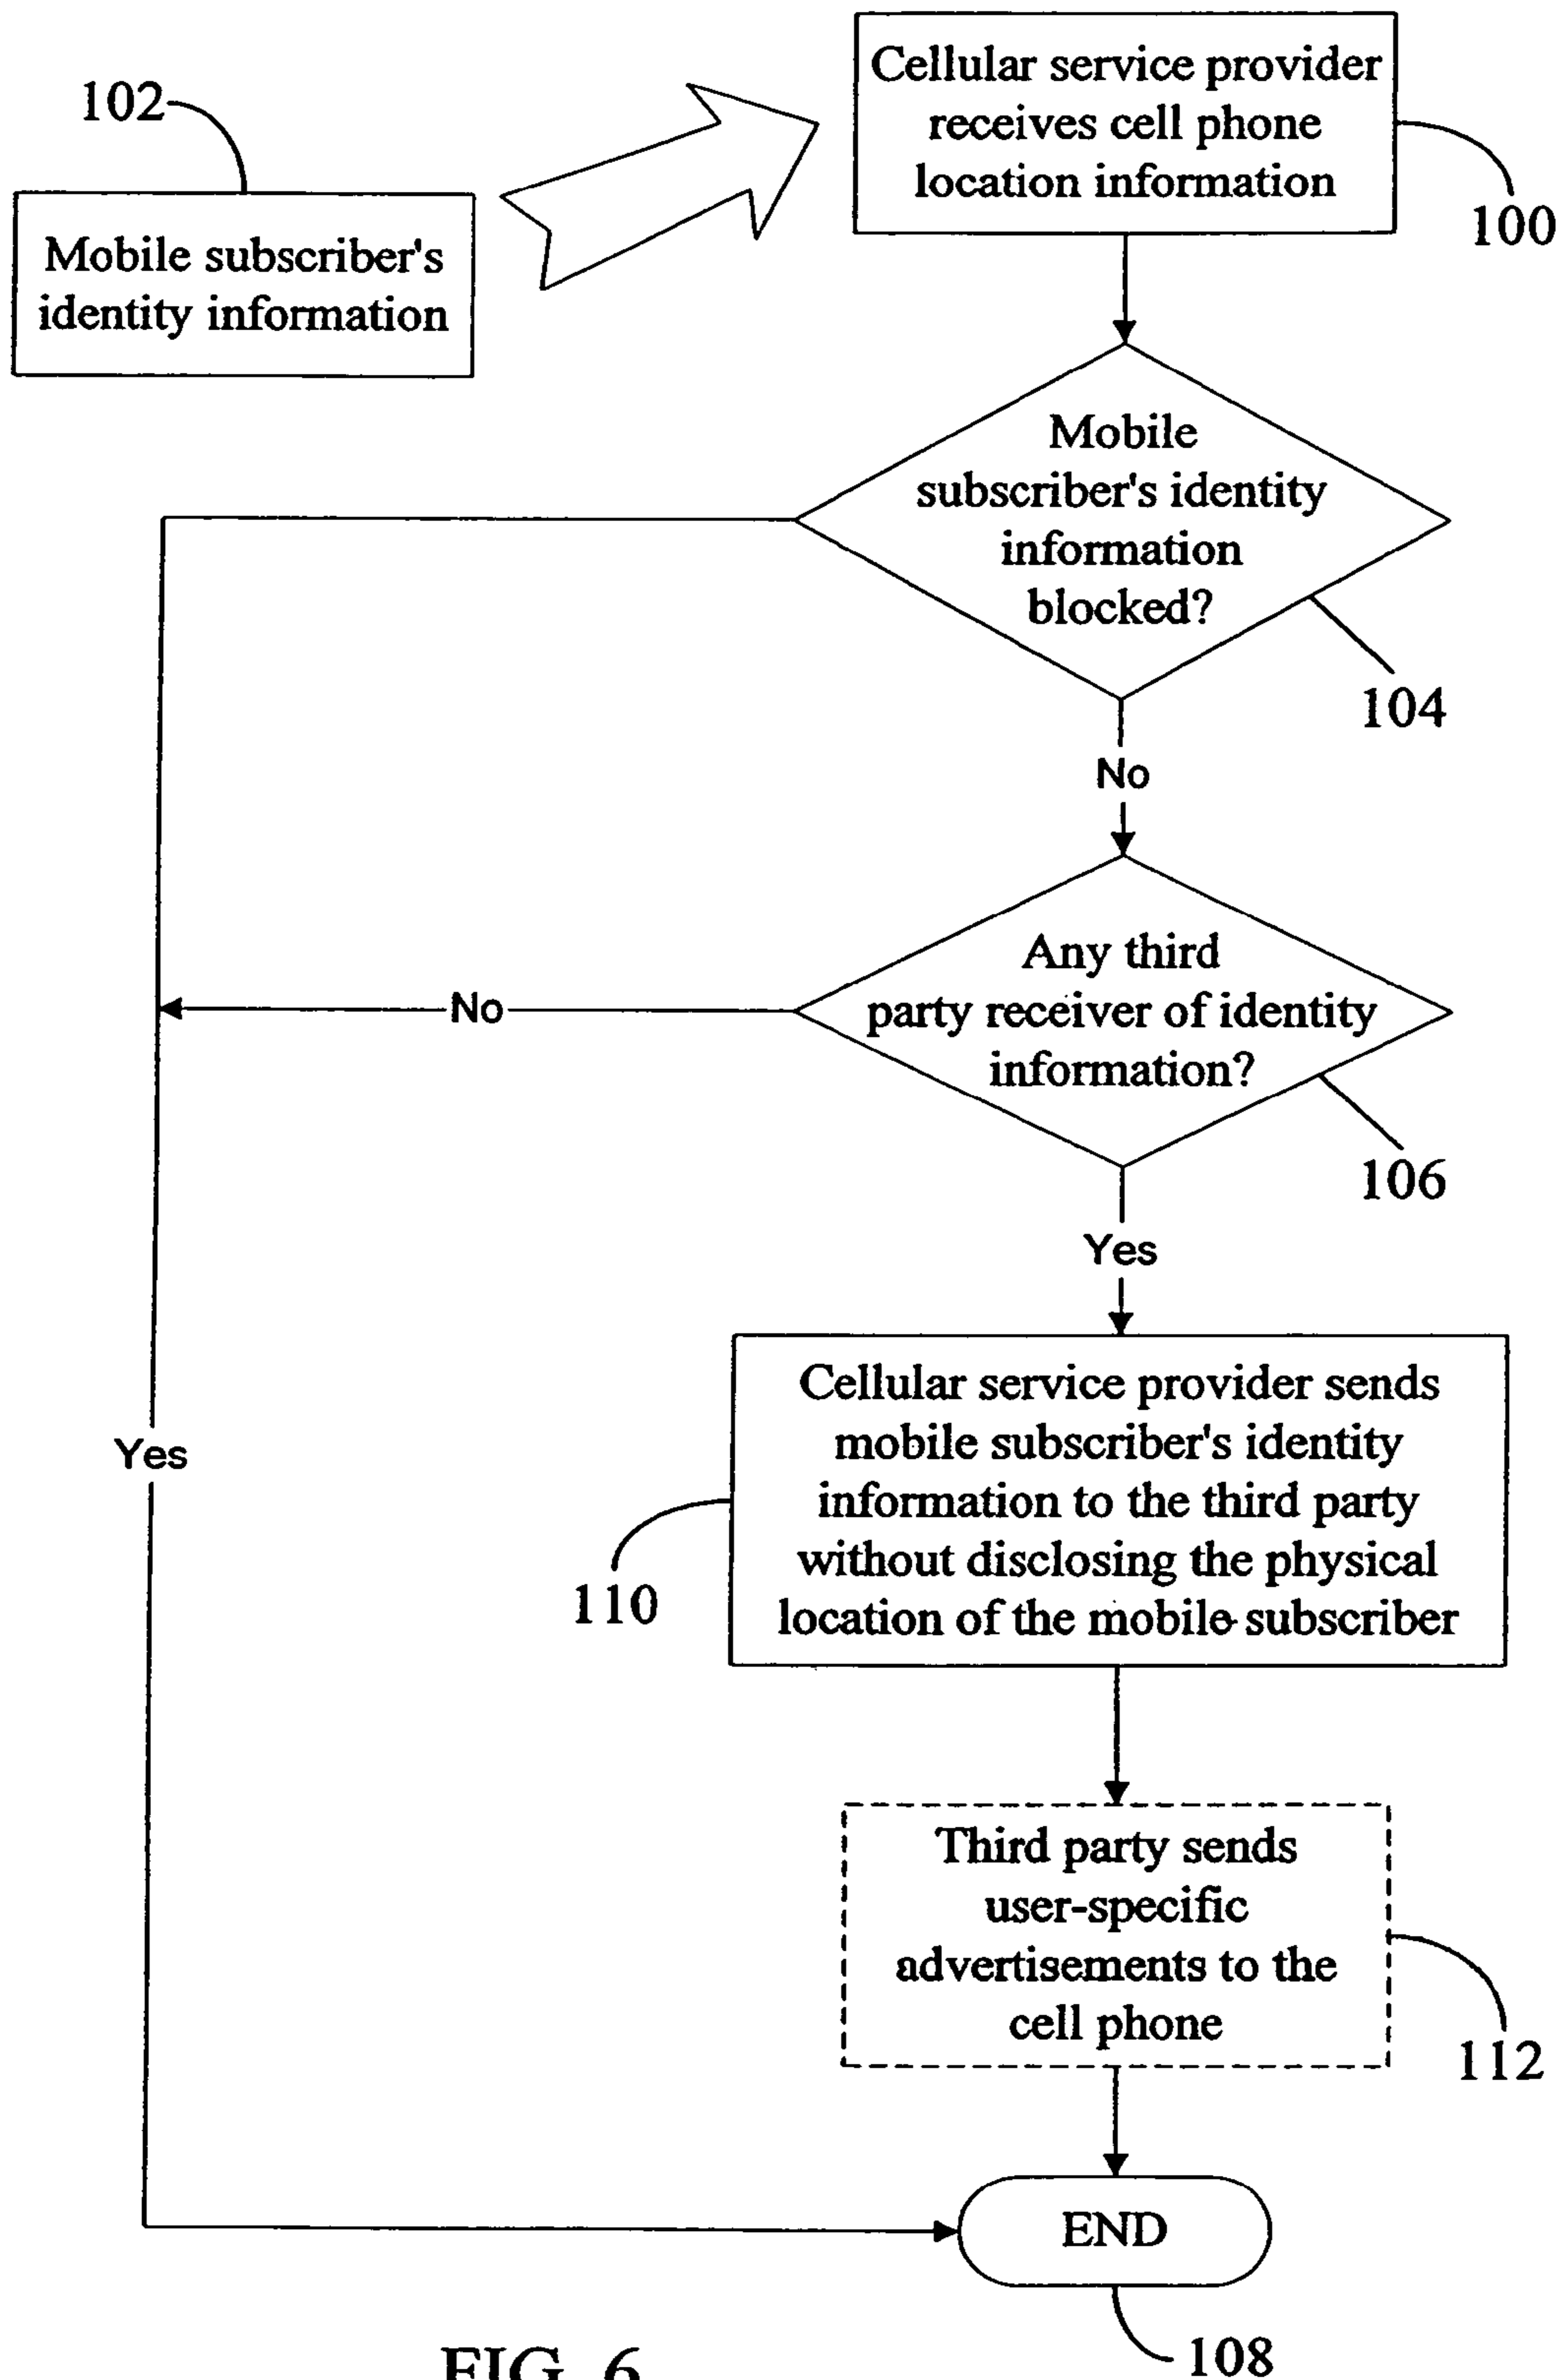 Cellular service provider
receives cell phone
location information
100
102
Mobile subscriber's
identity information
Mobile
subscriber's identity
information
blocked?
104
No
Any third
party receiver of identity
information?
106
No
Yes
Cellular service provider sends
mobile subscriber's identity
information to the third party
without disclosing the physical
location of the mobile subscriber
110
Yes
Third party sends
user-specific
advertisements to the
cell phone
112
END
108
FIG. 6